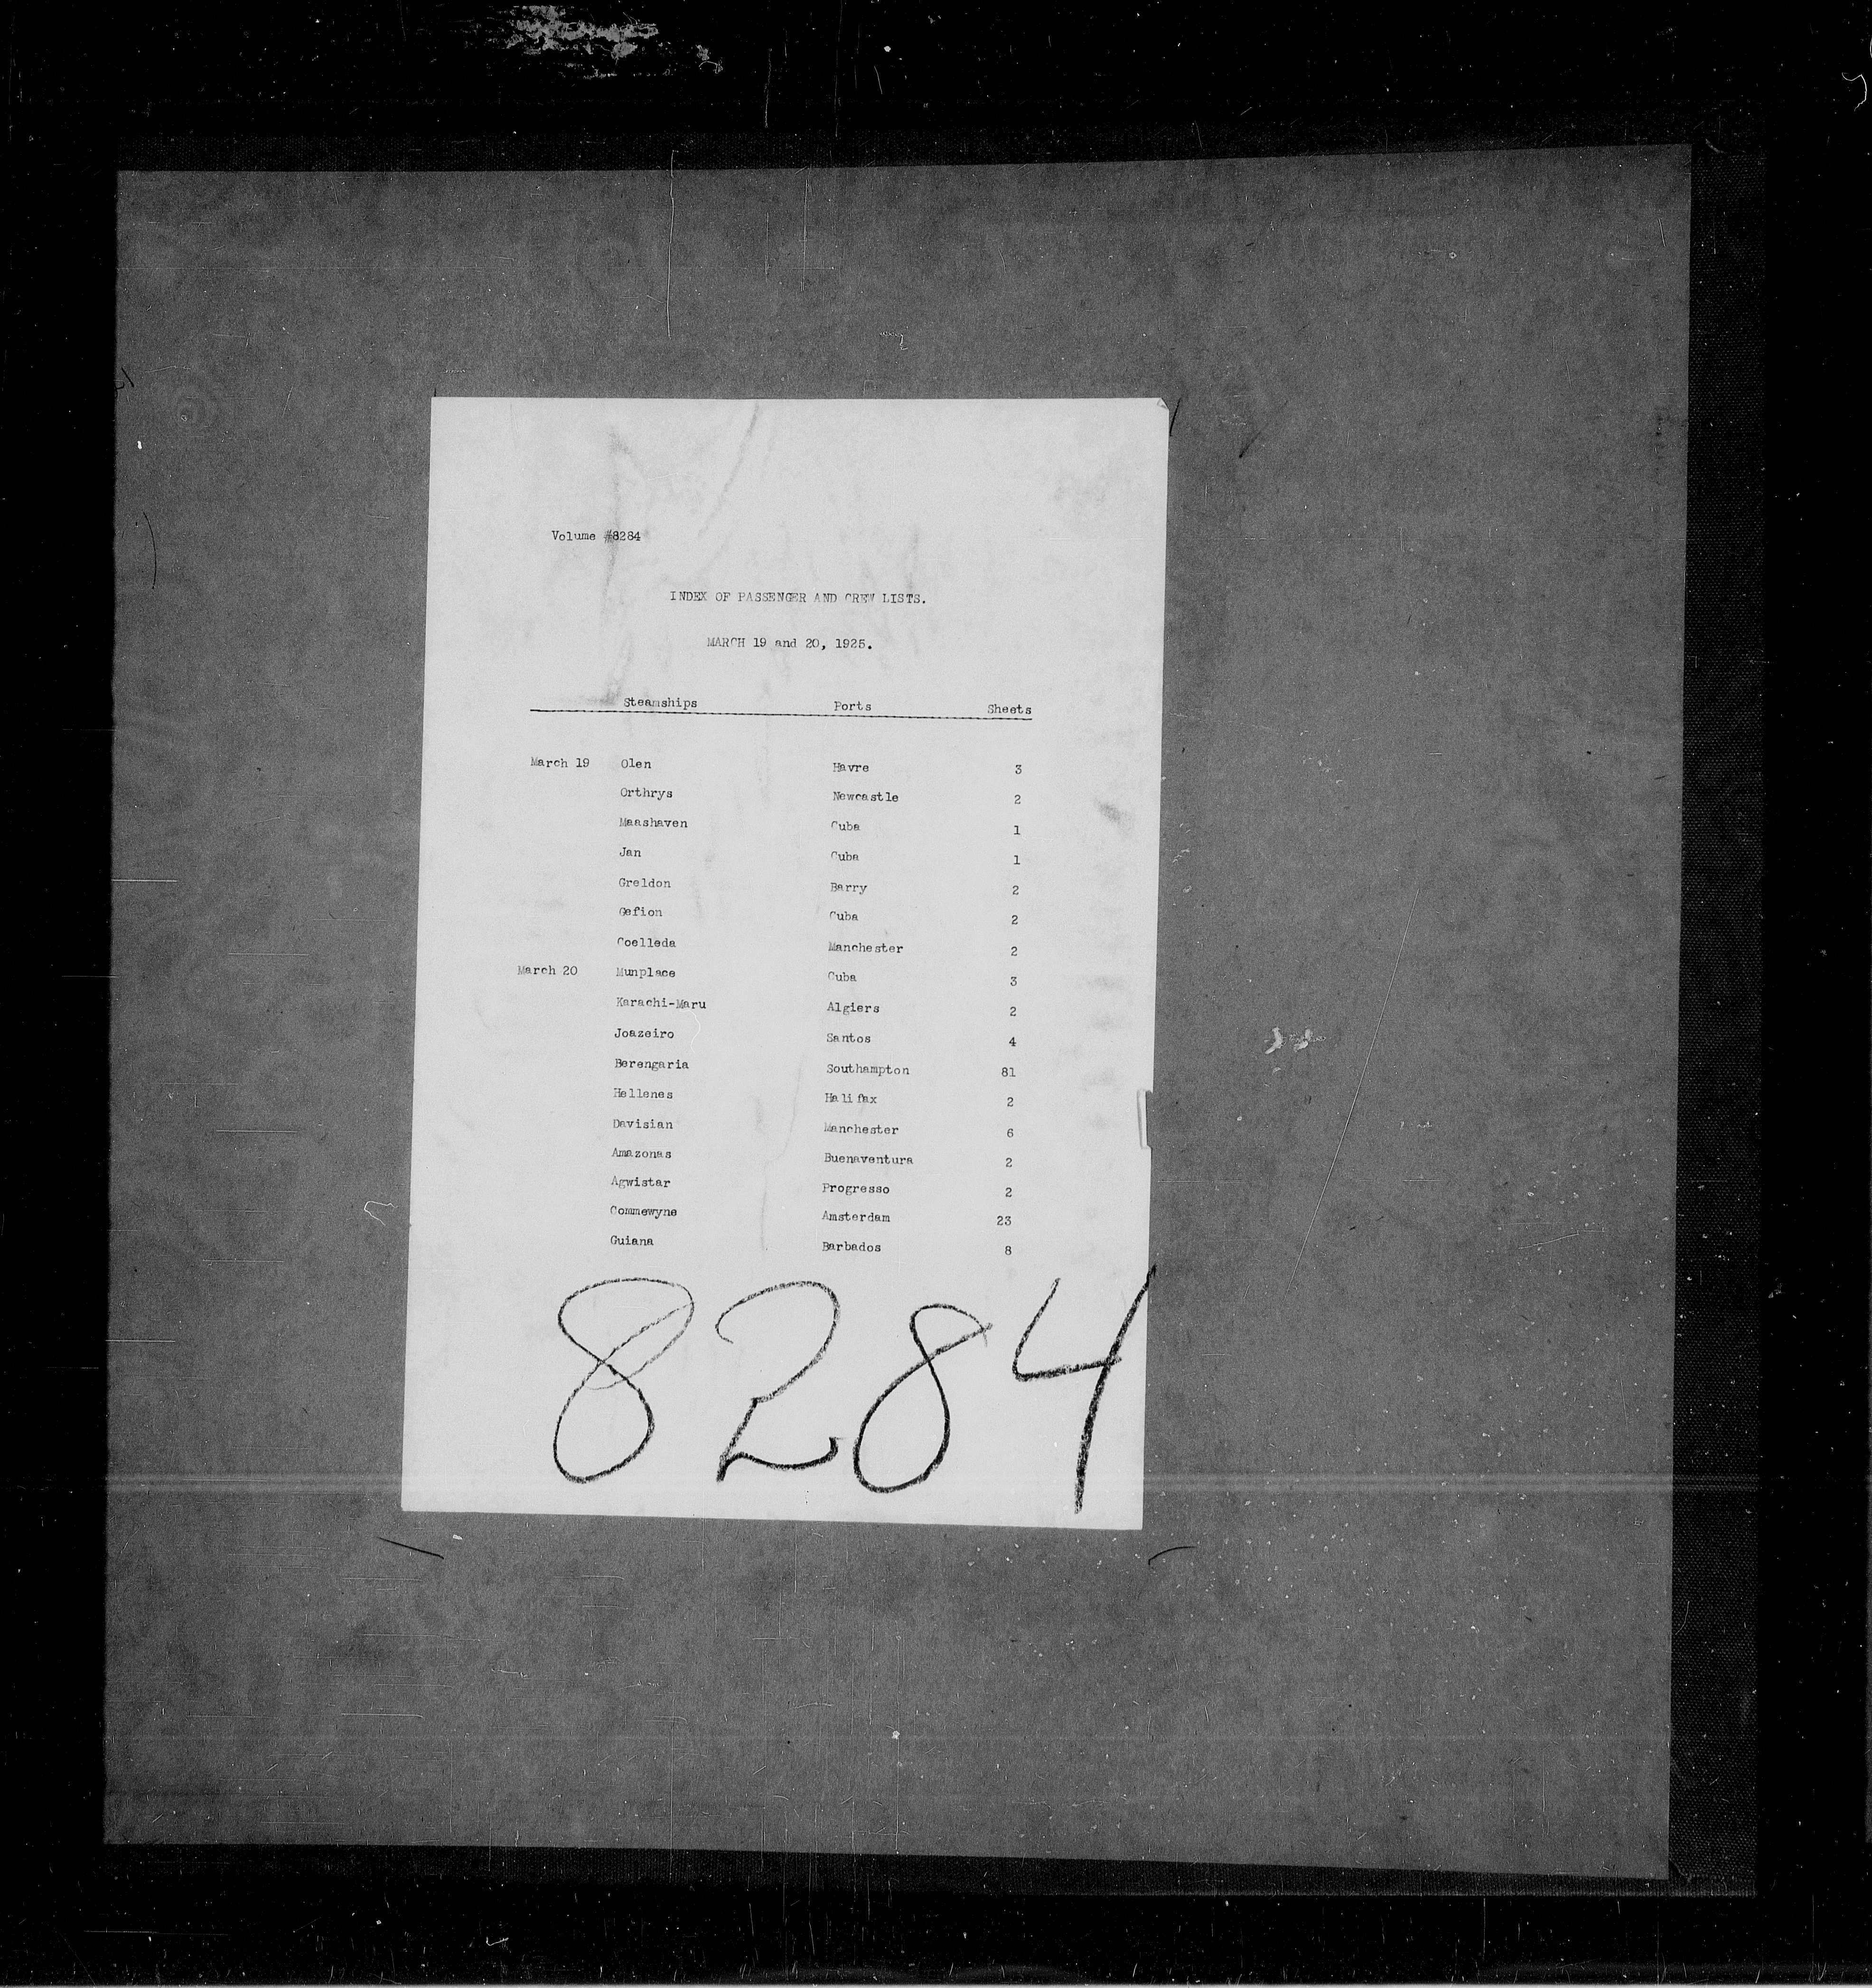 Volume #8284
INDEX OF PASSENGER AND CREW LISTS.
MARCH 19 and 20, 1925.
Steamships Ports Sheets
March 19 Olen Havre 3
Orthrys Newcastle 2
Maashaven Cuba 1
Jan Cuba 1
Greldon Barry 2
Gefion Cuba 2
Coelleda Manchester 2
March 20 Munplace Cuba 3
Karachi-Maru Algiers 2
Joazeiro Santos 4
Berengaria Southampton 81
Hellenes Halifax 2
Davisian Manchester 6
Amazonas Buenaventura 2
Agwistar Progresso 2
Commewyne Amsterdam 23
Guiana Barbados 8
8284